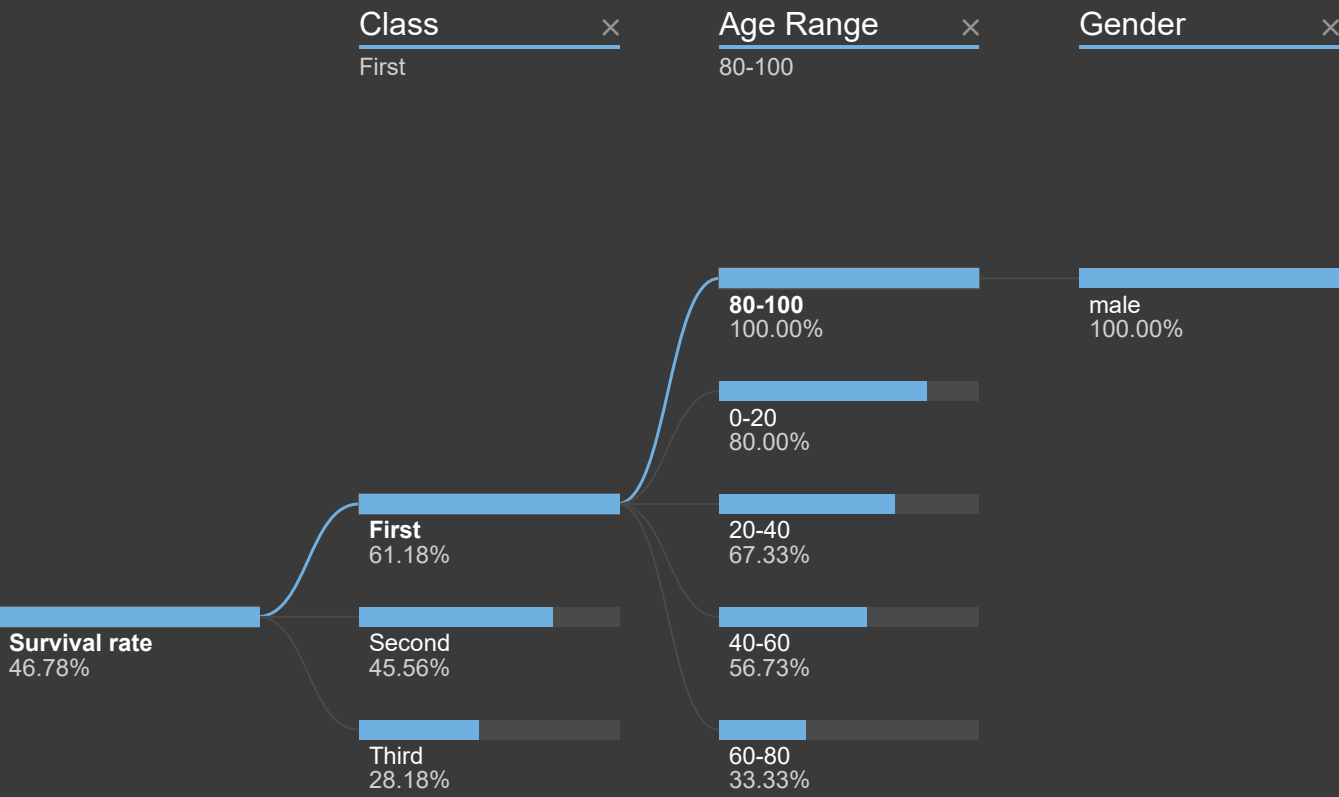 Class
First
Age Range
80-100
Gender
80-100
100.00%
male
100.00%
0-20
80.00%
First
61.18%
20-40
67.33%
Survival rate
46.78%
Second
45.56%
40-60
56.73%
Third
28.18%
60-80
33.33%